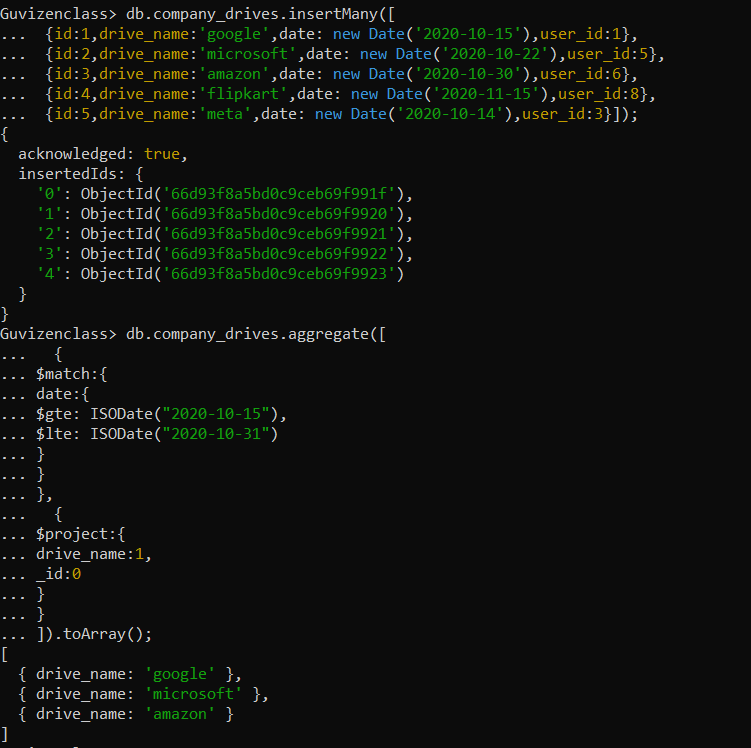 Guvizenclass> db.company_drives.insertMany([
...  {id:1,drive_name:'google',date: new Date('2020-10-15'),user_id:1},
...  {id:2,drive_name:'microsoft',date: new Date('2020-10-22'),user_id:5},
...  {id:3,drive_name:'amazon',date: new Date('2020-10-30'),user_id:6},
...  {id:4,drive_name:'flipkart',date: new Date('2020-11-15'),user_id:8},
...  {id:5,drive_name:'meta',date: new Date('2020-10-14'),user_id:3}]);
{
  acknowledged: true,
  insertedIds: {
    '0': ObjectId('66d93f8a5bd0c9ceb69f991f'),
    '1': ObjectId('66d93f8a5bd0c9ceb69f9920'),
    '2': ObjectId('66d93f8a5bd0c9ceb69f9921'),
    '3': ObjectId('66d93f8a5bd0c9ceb69f9922'),
    '4': ObjectId('66d93f8a5bd0c9ceb69f9923')
  }
}
Guvizenclass> db.company_drives.aggregate([
...   {
... $match:{
... date:{
... $gte: ISODate("2020-10-15"),
... $lte: ISODate("2020-10-31")
... }
... }
... },
...   {
... $project:{
... drive_name:1,
... _id:0
... }
... }
... ]).toArray();
[
  { drive_name: 'google' },
  { drive_name: 'microsoft' },
  { drive_name: 'amazon' }
]